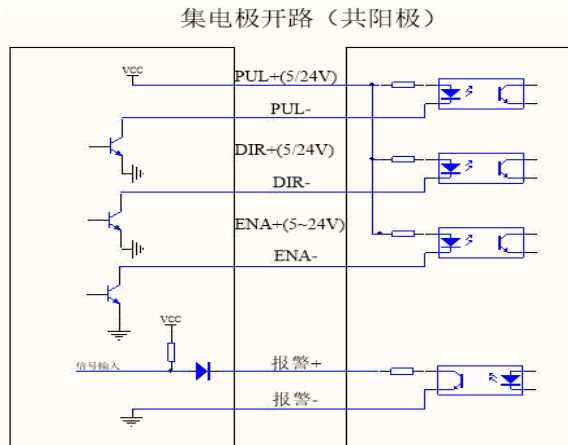 集电极开路（共阳极）
VCC
PUL+(5/24V)
PUL-
DIR+(5/24V)
DIR-
ENA+(5~24V)
ENA-
VCC
信号输入
报警+
报警-